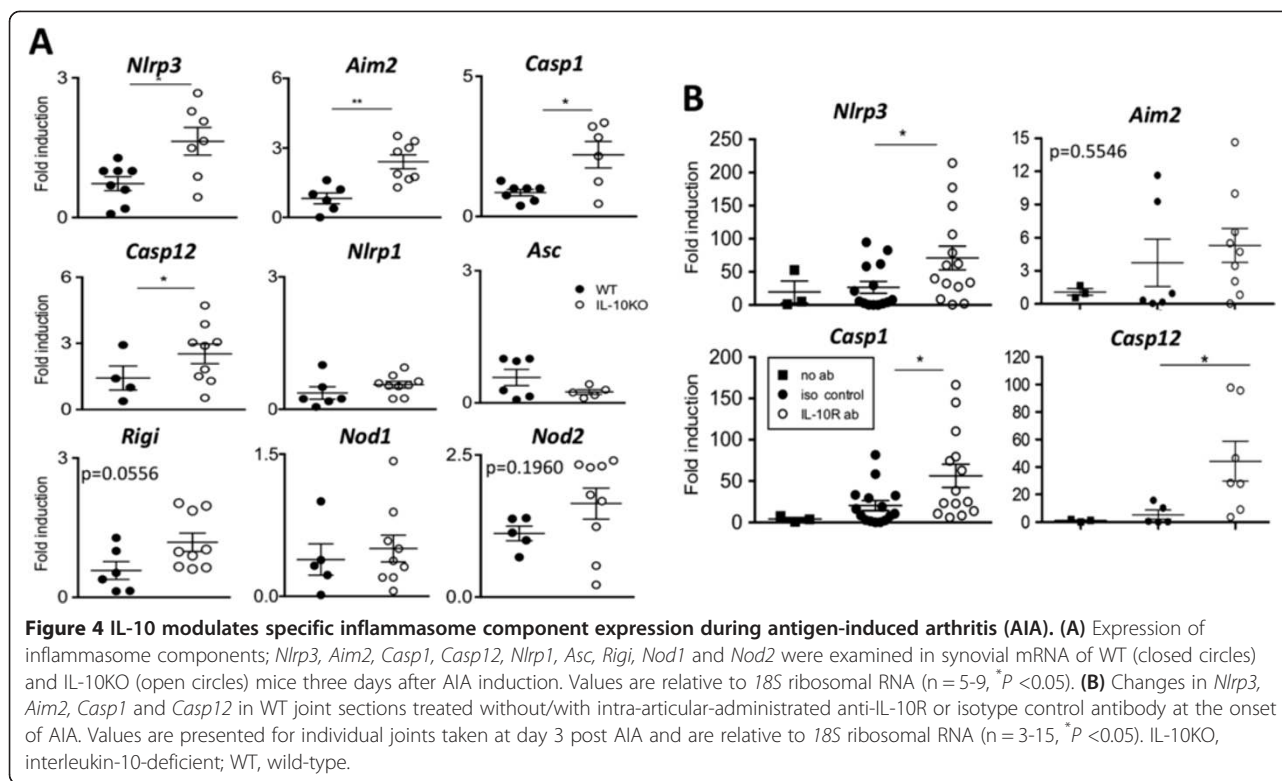 A
Nlrp3
Aim2
Casp1
Fold induction
3
0
*
6
4
2
0
**
5
0
*
Casp12
Nlrp1
Asc
Fold induction
6
3
0
*
3
0
3
0
WT
IL-10KO
Rigi
Nod1
Nod2
Fold induction
3
0
p=0.0556
1.5
0.0
2.5
0.0
p=0.1960
B
Nlrp3
Aim2
Fold induction
250
200
150
100
50
0
*
15
12
9
6
3
0
p=0.5546
Casp1
Casp12
Fold induction
200
150
100
50
0
no ab
iso control
IL-10R ab
*
120
100
80
60
40
20
0
*
Figure 4 IL-10 modulates specific inflammasome component expression during antigen-induced arthritis (AIA). (A) Expression of
inflammasome components; Nlrp3, Aim2, Casp1, Casp12, Nlrp1, Asc, Rigi, Nod1 and Nod2 were examined in synovial mRNA of WT (closed circles)
and IL-10KO (open circles) mice three days after AIA induction. Values are relative to 18S ribosomal RNA (n = 5-9, *P <0.05). (B) Changes in Nlrp3,
Aim2, Casp1 and Casp12 in WT joint sections treated without/with intra-articular-administrated anti-IL-10R or isotype control antibody at the onset
of AIA. Values are presented for individual joints taken at day 3 post AIA and are relative to 18S ribosomal RNA (n = 3-15, *P <0.05). IL-10KO,
interleukin-10-deficient; WT, wild-type.